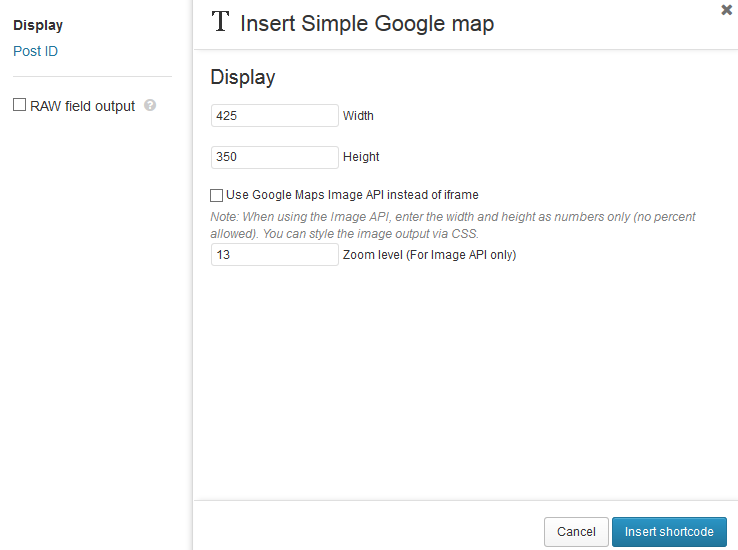 Display
Post ID
RAW field output
T Insert Simple Google map
Display
425 Width
350 Height
Use Google Maps Image API instead of iframe
Note: When using the Image API, enter the width and height as numbers only (no percent
allowed). You can style the image output via CSS.
13 Zoom level (For Image API only)
Cancel Insert shortcode